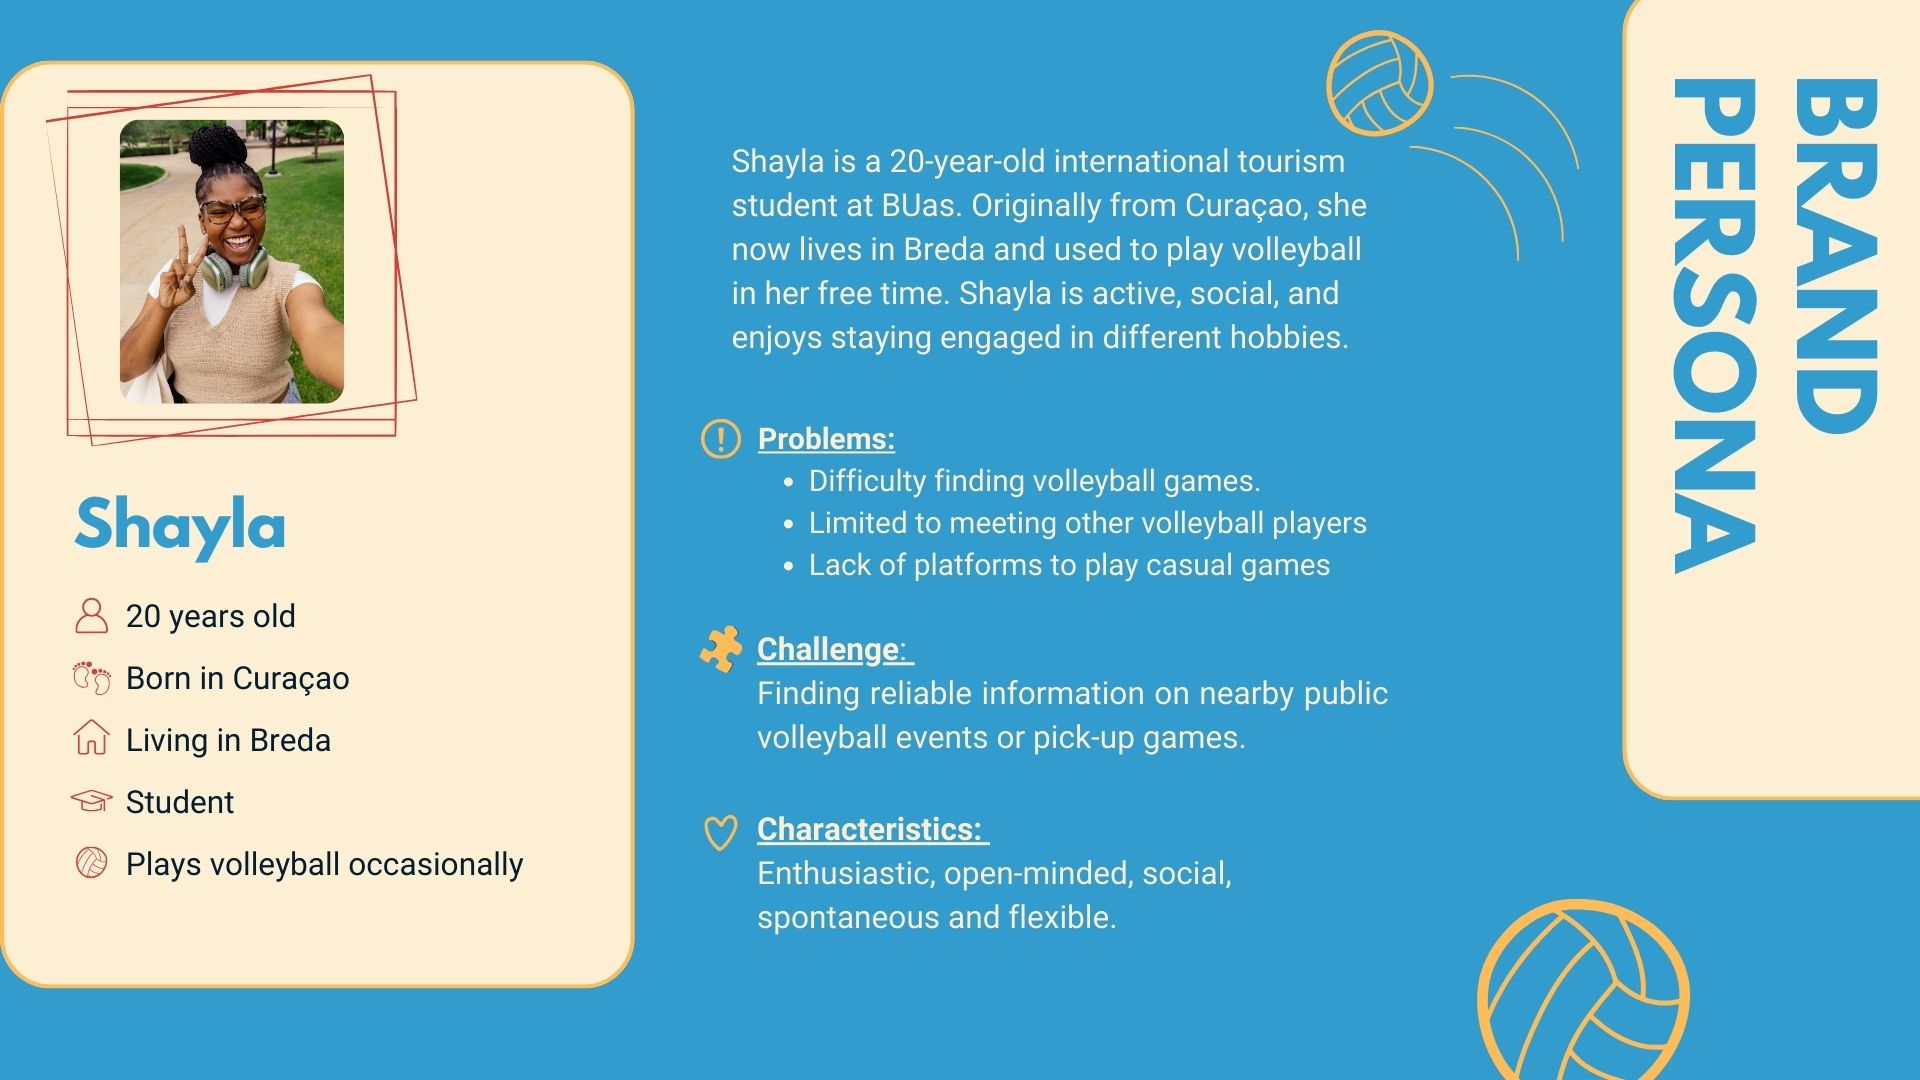 BRAND
PERSONA
Shayla
20 years old
Born in Curaçao
Living in Breda
Student
Plays volleyball occasionally
Shayla is a 20-year-old international tourism
student at BUas. Originally from Curaçao, she
now lives in Breda and used to play volleyball
in her free time. Shayla is active, social, and
enjoys staying engaged in different hobbies.
Problems:
• Difficulty finding volleyball games.
• Limited to meeting other volleyball players
• Lack of platforms to play casual games
Challenge:
Finding reliable information on nearby public
volleyball events or pick-up games.
Characteristics:
Enthusiastic, open-minded, social,
spontaneous and flexible.